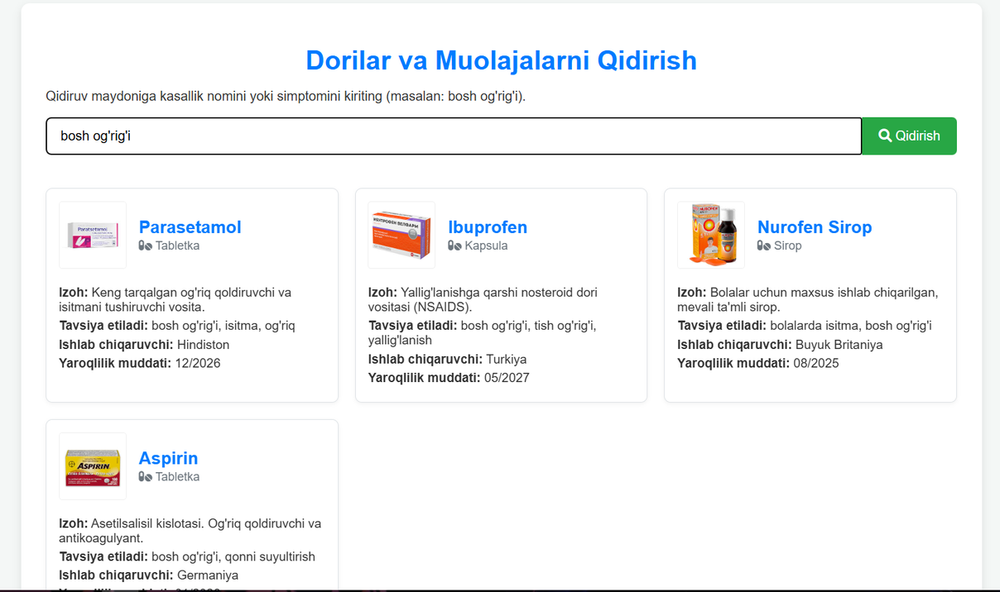 Dorilar va Muolajalarni Qidirish
Qidiruv maydoniga kasallik nomini yoki simptomini kiriting (masalan: bosh og'rig'i).
bosh og'rig'i
Qidirish
Paratsetamol
Parasetamol
Tabletka
Izoh: Keng tarqalgan og'riq qoldiruvchi va
isitmani tushiruvchi vosita.
Tavsiya etiladi: bosh og'rig'i, isitma, og'riq
Ishlab chiqaruvchi: Hindiston
Yaroqlilik muddati: 12/2026
Ibuprofen
Kapsula
Izoh: Yallig'lanishga qarshi nosteroid dori
vositasi (NSAIDS).
Tavsiya etiladi: bosh og'rig'i, tish og'rig'i,
yallig'lanish
Ishlab chiqaruvchi: Turkiya
Yaroqlilik muddati: 05/2027
Nurofen Sirop
Sirop
Izoh: Bolalar uchun maxsus ishlab chiqarilgan,
mevali ta'mli sirop.
Tavsiya etiladi: bolalarda isitma, bosh og'rig'i
Ishlab chiqaruvchi: Buyuk Britaniya
Yaroqlilik muddati: 08/2025
ASPIRIN
Aspirin
Tabletka
Izoh: Asetilsalisil kislotasi. Og'riq qoldiruvchi va
antikoagulyant.
Tavsiya etiladi: bosh og'rig'i, qonni suyultirish
Ishlab chiqaruvchi: Germaniya